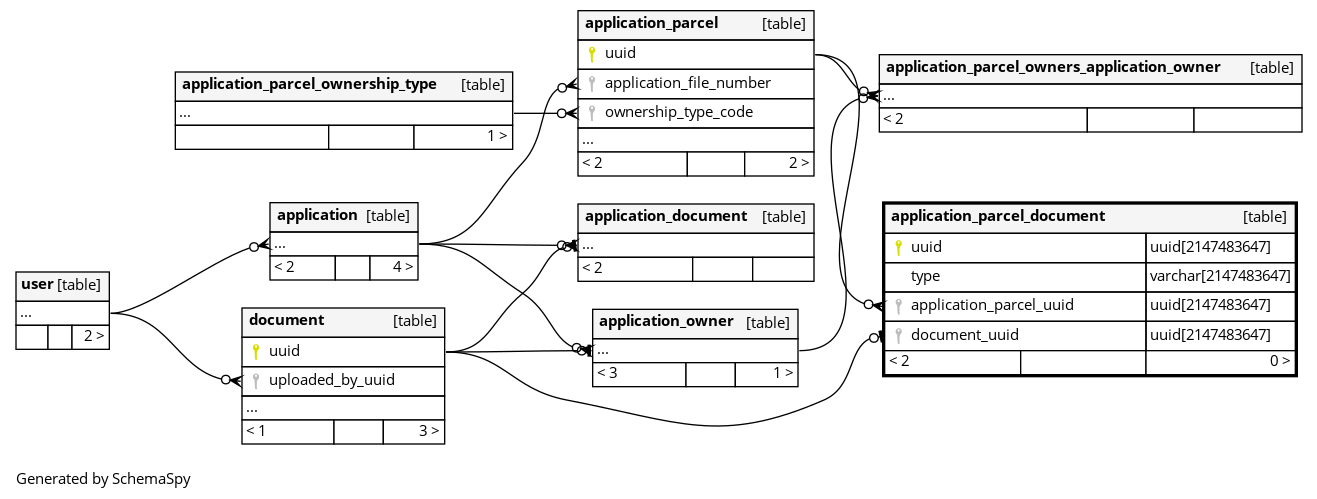 application_parcel [table]
uuid
application_file_number
ownership_type_code
...
< 2 2 >
application_parcel_owners_application_owner [table]
...
< 2
application_parcel_ownership_type [table]
...
1 >
application [table]
...
< 2 4 >
application_document [table]
...
< 2
application_parcel_document [table]
uuid uuid[2147483647]
type varchar[2147483647]
application_parcel_uuid uuid[2147483647]
document_uuid uuid[2147483647]
< 2 0 >
user [table]
...
2 >
document [table]
uuid
uploaded_by_uuid
...
< 1 3 >
application_owner [table]
...
< 3 1 >
Generated by SchemaSpy